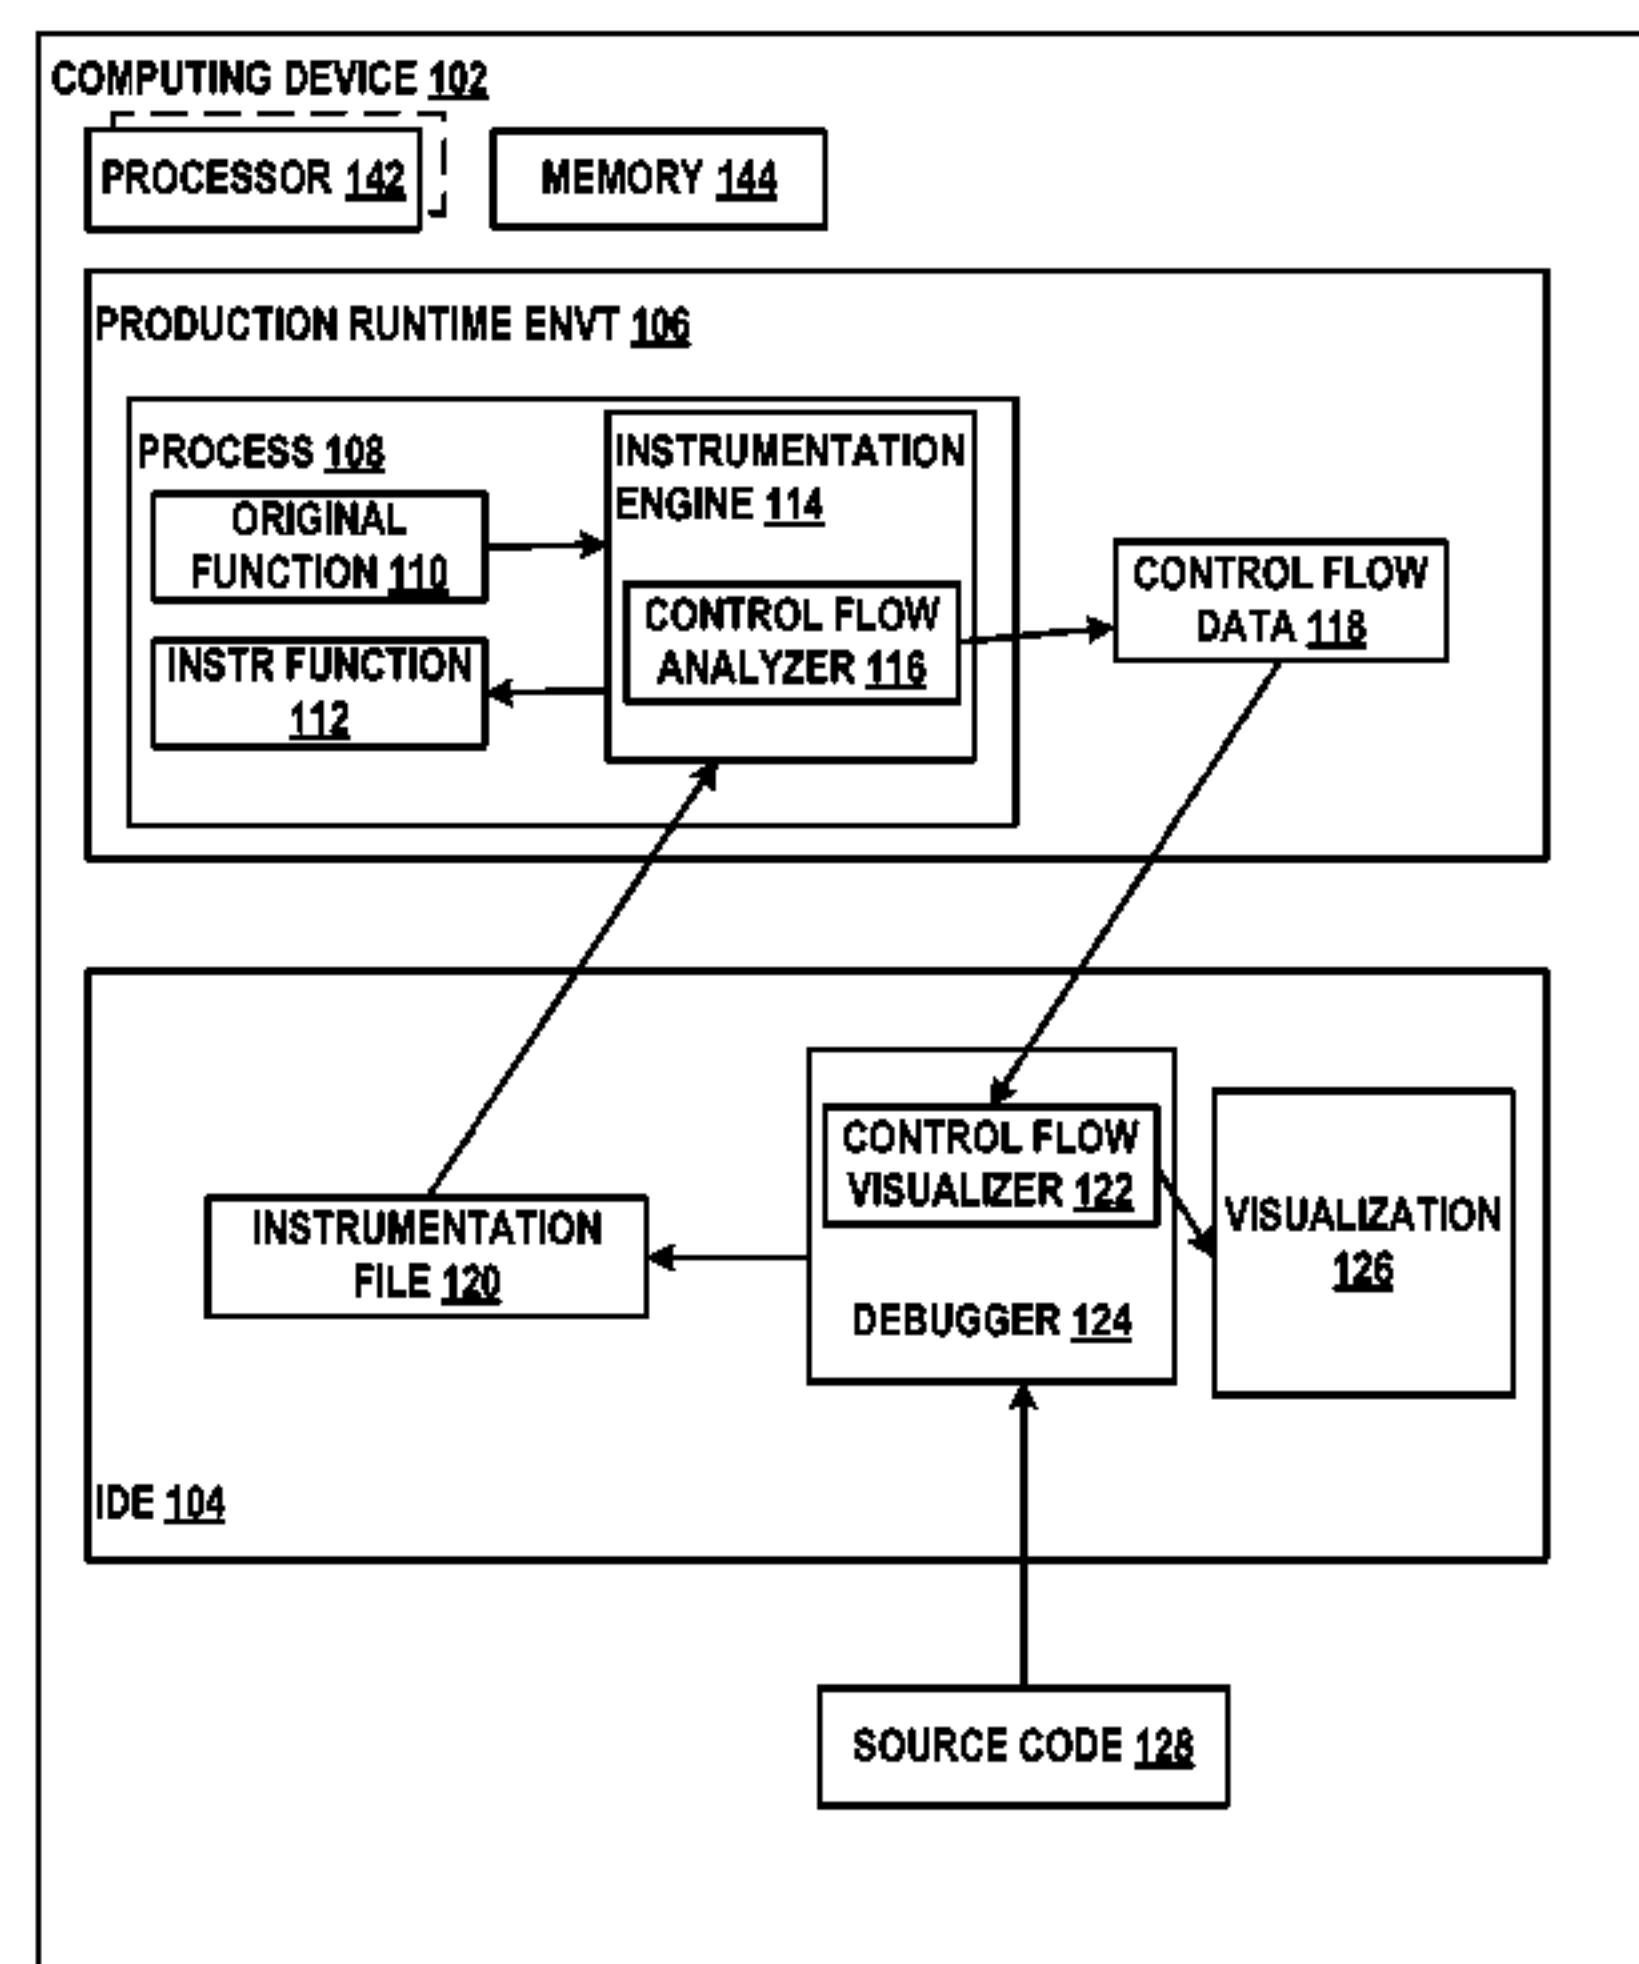 COMPUTING DEVICE 102
PROCESSOR 142
MEMORY 144
PRODUCTION RUNTIME ENVT 106
PROCESS 108
ORIGINAL
FUNCTION 110
INSTR FUNCTION
112
INSTRUMENTATION
ENGINE 114
CONTROL FLOW
ANALYZER 116
CONTROL FLOW
DATA 118
CONTROL FLOW
VISUALIZER 122
DEBUGGER 124
VISUALIZATION
126
INSTRUMENTATION
FILE 120
IDE 104
SOURCE CODE 128